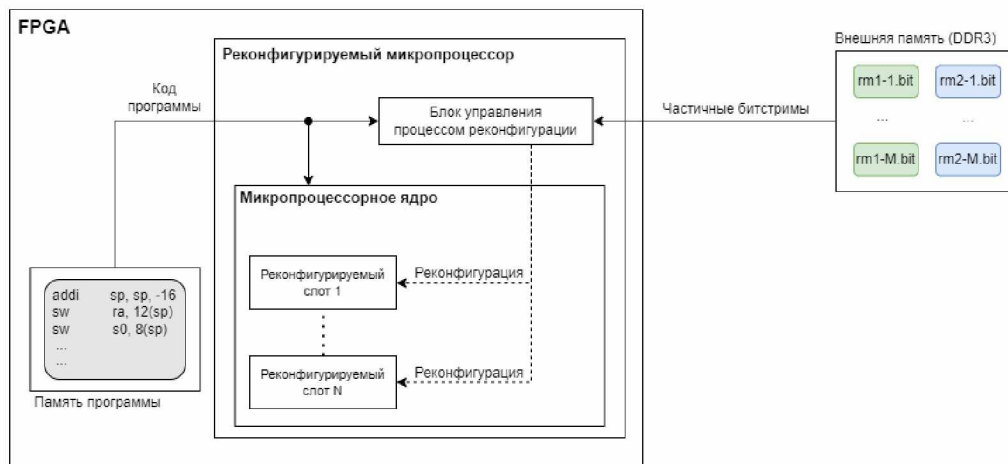 FPGA
Реконфигурируемый микропроцессор
Внешняя память (DDR3)
rm1-1.bit
rm2-1.bit
...
...
rm1-M.bit
rm2-M.bit
Код
программы
Блок управления
процессом реконфигурации
Частичные битстримы
Микропроцессорное ядро
Реконфигурируемый
слот 1
Реконфигурация
Реконфигурируемый
слот N
Реконфигурация
addi sp, sp, -16
sw ra, 12(sp)
sw s0, 8(sp)
...
...
Память программы